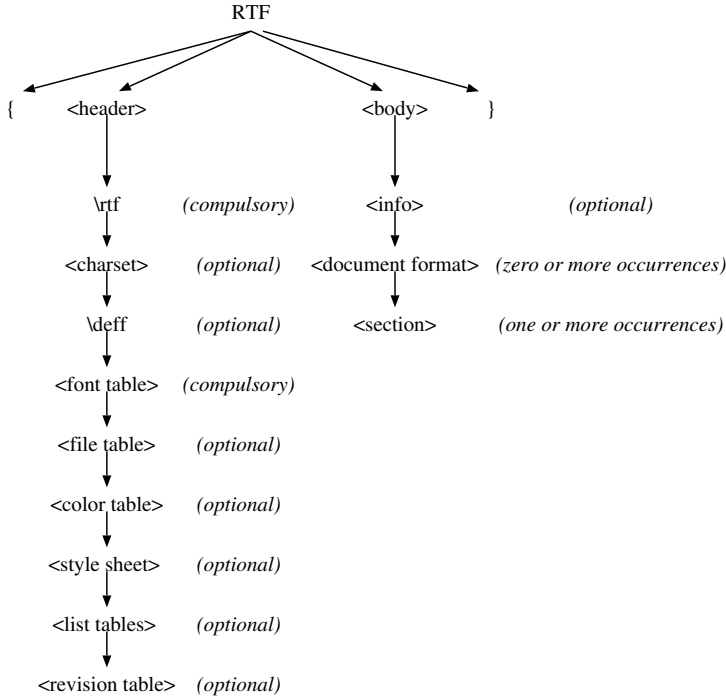 RTF
{ <header> <body> }
\rtf (compulsory) <info> (optional)
<charset> (optional) <document format> (zero or more occurrences)
\deff (optional) <section> (one or more occurrences)
<font table> (compulsory)
<file table> (optional)
<color table> (optional)
<style sheet> (optional)
<list tables> (optional)
<revision table> (optional)